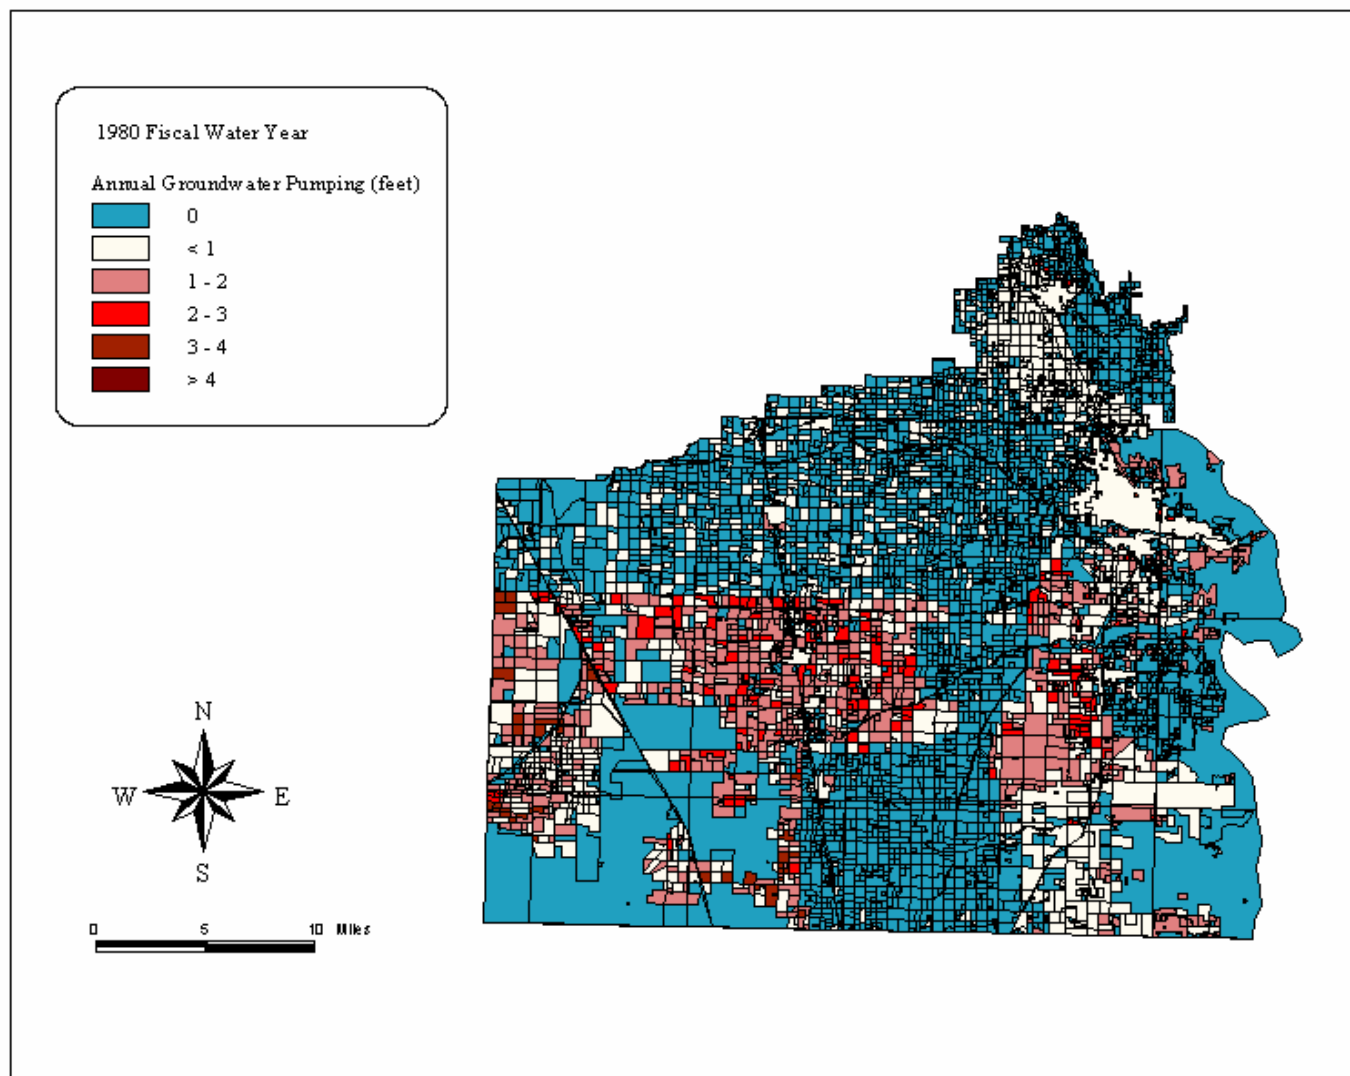 1980 Fiscal Water Year
Annual Groundwater Pumping (feet)
0
< 1
1 - 2
2 - 3
3 - 4
> 4
N
W E
S
0 5 10 Miles